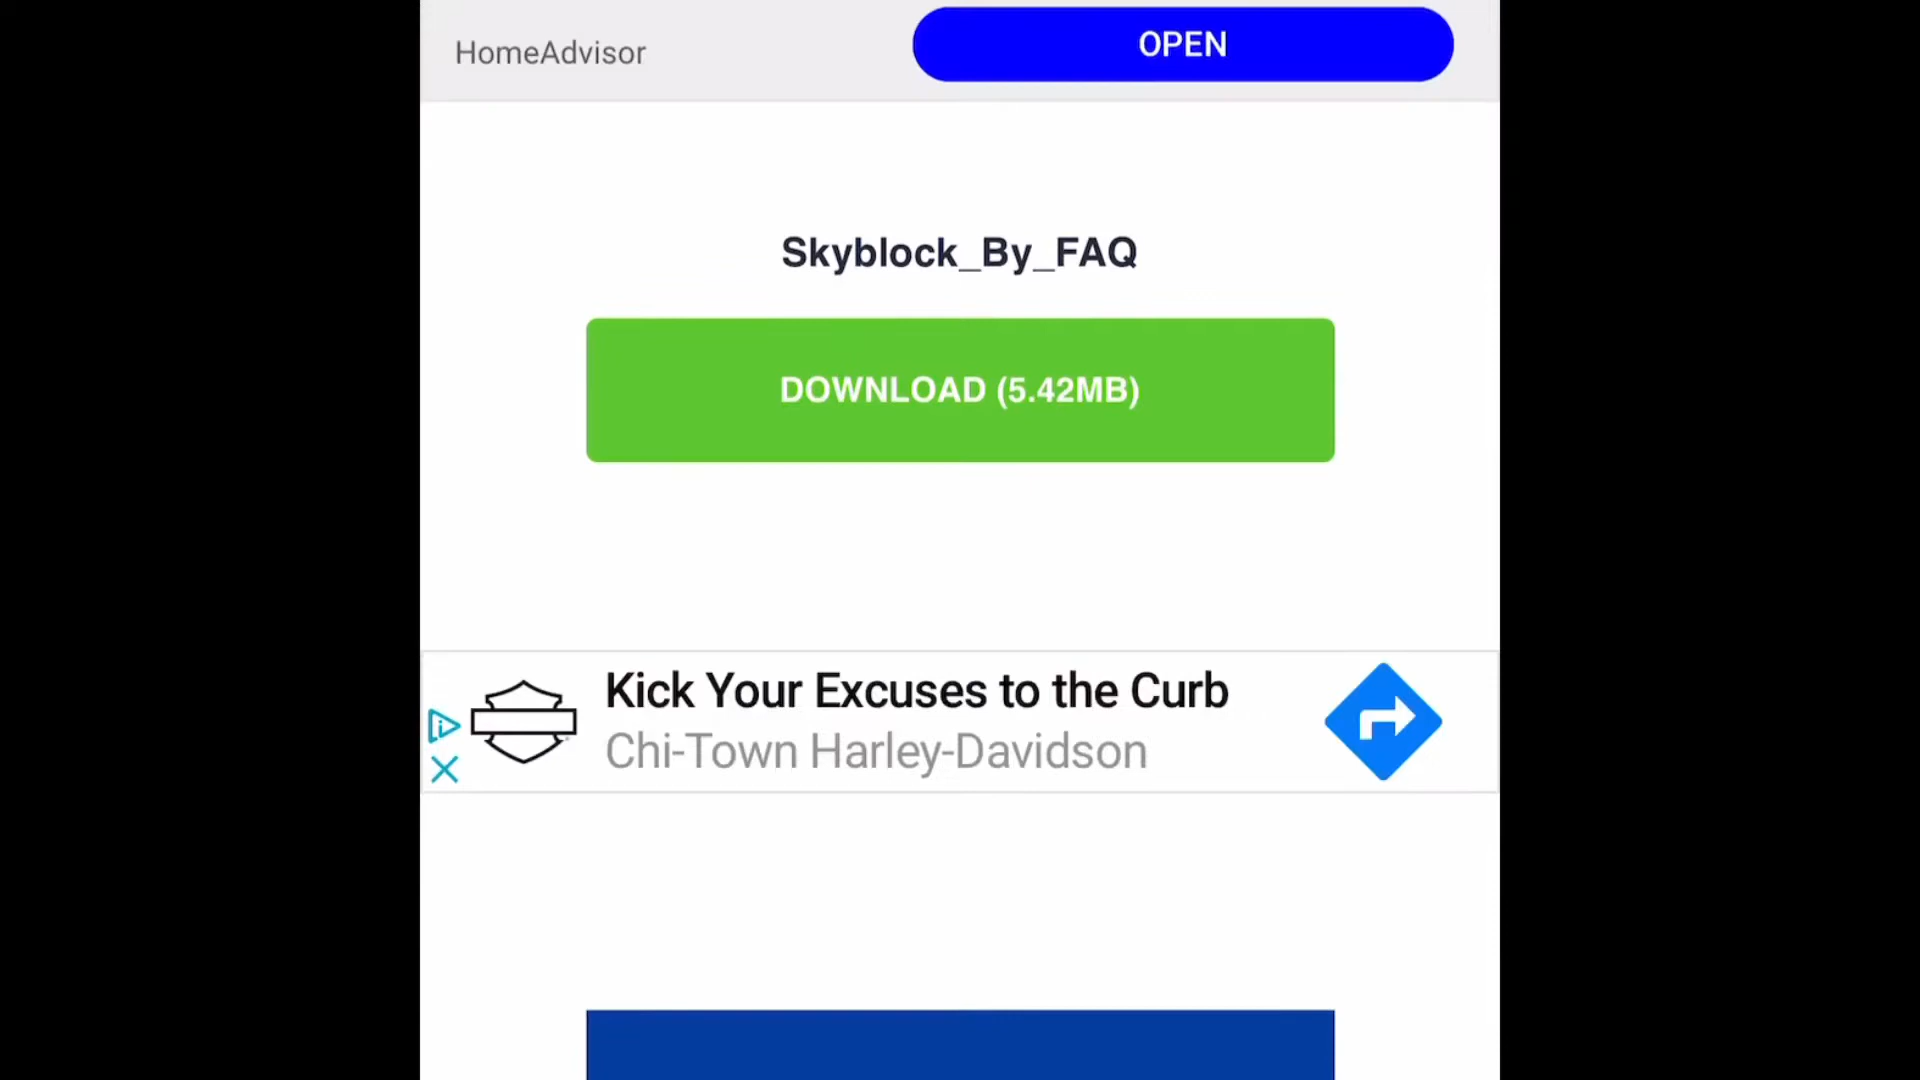 HomeAdvisor
OPEN
Skyblock_By_FAQ
DOWNLOAD (5.42MB)
Kick Your Excuses to the Curb
Chi-Town Harley-Davidson